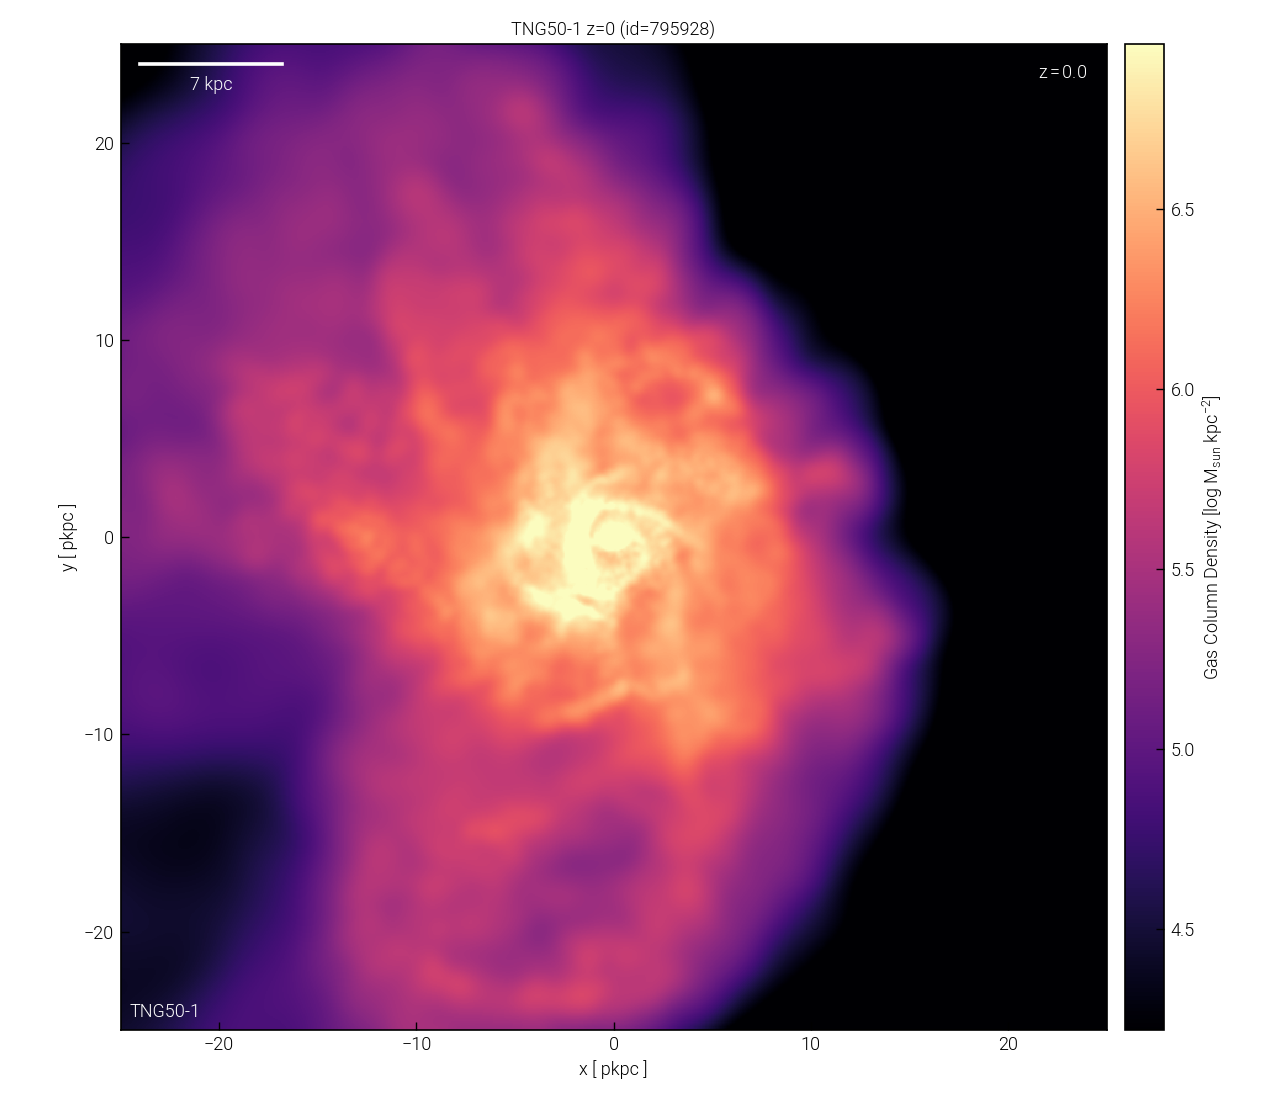 TNG50-1 z=0 (id=795928)
7 kpc
z=0.0
20
10
0
−10
−20
y [ pkpc ]
TNG50-1
−20
−10
0
10
20
x [ pkpc ]
6.5
6.0
5.5
5.0
4.5
Gas Column Density [log M_sun kpc⁻²]